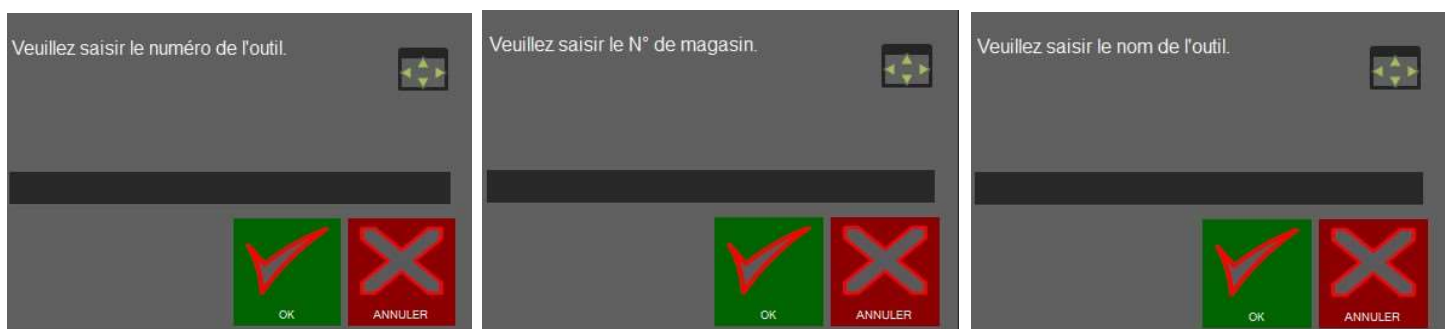 Veuillez saisir le numéro de l'outil.
OK
ANNULER
Veuillez saisir le N° de magasin.
OK
ANNULER
Veuillez saisir le nom de l'outil.
OK
ANNULER